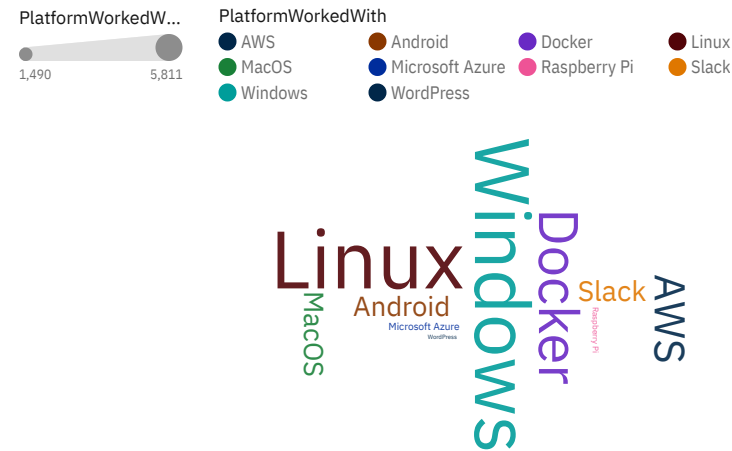 PlatformWorkedW...
1,490 5,811
PlatformWorkedWith
AWS Android Docker Linux
MacOS Microsoft Azure Raspberry Pi Slack
Windows WordPress
Windows
Docker
Linux
Slack
AWS
MacOS
Android
Raspberry Pi
Microsoft Azure
WordPress